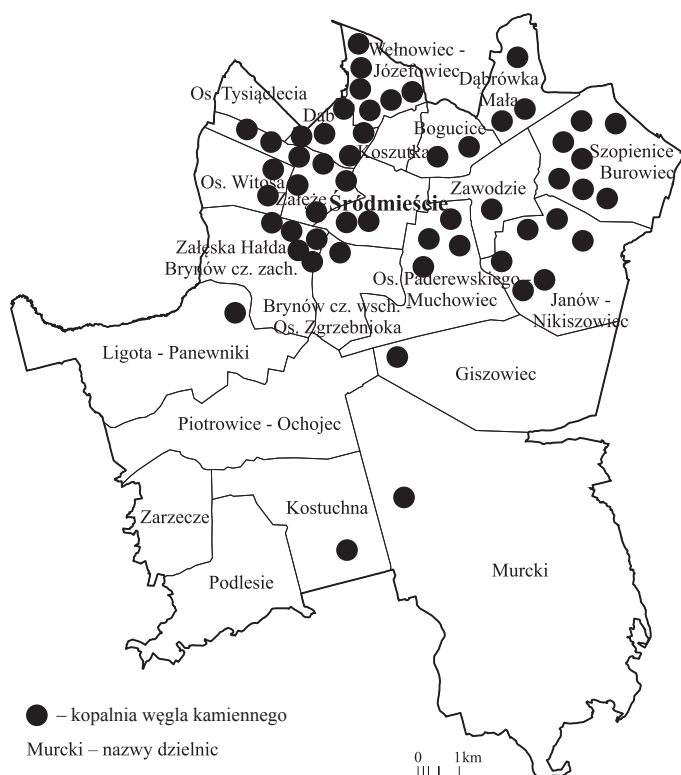 Wełnowiec -
Józefowiec
Dąbrówka
Mała
Os. Tysiąclecia
Dąb
Bogucice
Koszutka
Szopienice
Burowiec
Os. Witosa
Załęże
Śródmieście
Zawodzie
Załęska Hałda
Brynów cz. zach.
Os. Paderewskiego -
Muchowiec
Janów -
Nikiszowiec
Brynów cz. wsch. -
Os. Zgrzebnioka
Ligota - Panewniki
Giszowiec
Piotrowice - Ochojec
Kostuchna
Zarzecze
Murcki
Podlesie
– kopalnia węgla kamiennego
Murcki – nazwy dzielnic
0 1 km